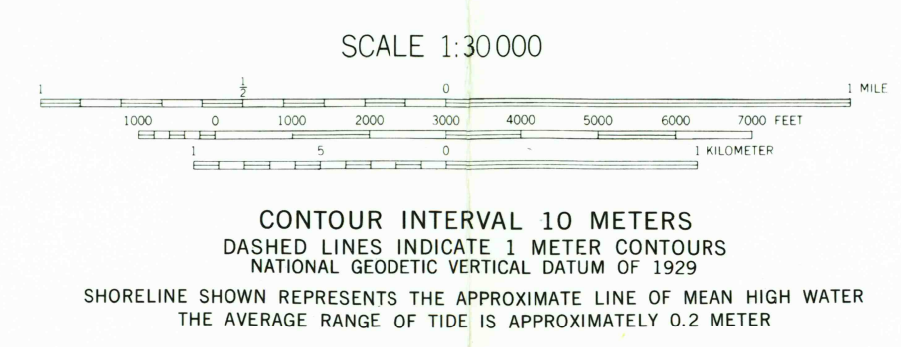 SCALE 1:30 000
1 1/2 0 1 MILE
1000 0 1000 2000 3000 4000 5000 6000 7000 FEET
1 5 0 1 KILOMETER
CONTOUR INTERVAL 10 METERS
DASHED LINES INDICATE 1 METER CONTOURS
NATIONAL GEODETIC VERTICAL DATUM OF 1929
SHORELINE SHOWN REPRESENTS THE APPROXIMATE LINE OF MEAN HIGH WATER
THE AVERAGE RANGE OF TIDE IS APPROXIMATELY 0.2 METER